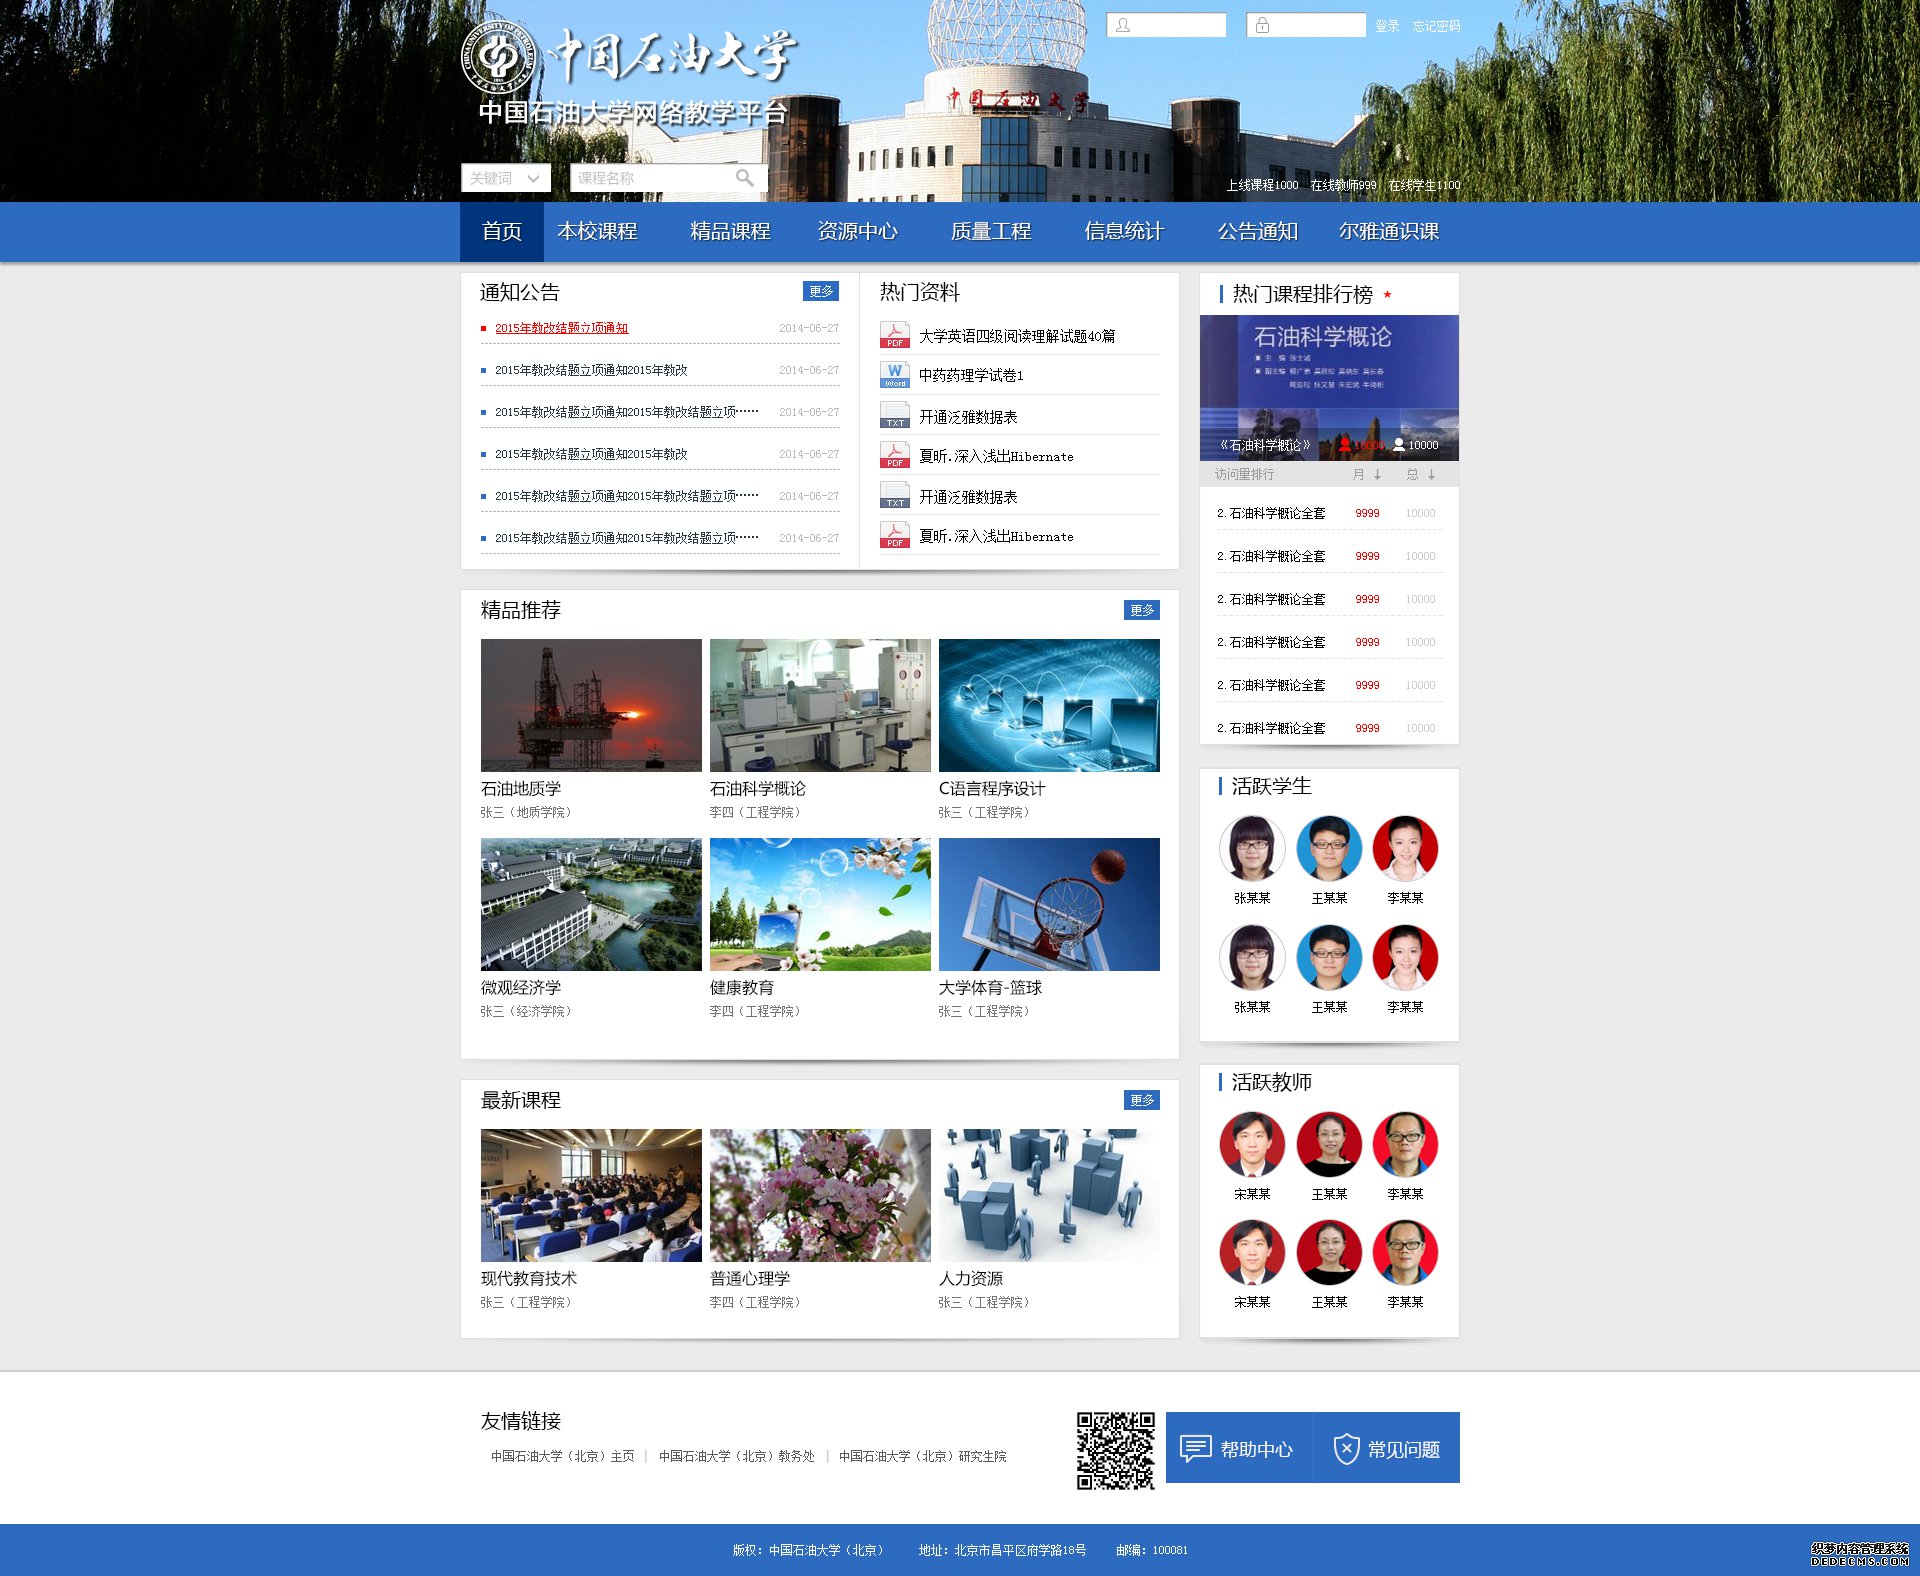 登录 忘记密码
中国石油大学
中国石油大学网络教学平台
中国石油大学
关键词 课程名称
上线课程1000 在线教师999 在线学生1100
首页 本校课程 精品课程 资源中心 质量工程 信息统计 公告通知 尔雅通识课
通知公告 更多
2015年教改结题立项通知 2014-06-27
2015年教改结题立项通知2015年教改 2014-06-27
2015年教改结题立项通知2015年教改结题立项…… 2014-06-27
2015年教改结题立项通知2015年教改 2014-06-27
2015年教改结题立项通知2015年教改结题立项…… 2014-06-27
2015年教改结题立项通知2015年教改结题立项…… 2014-06-27
热门资料
PDF 大学英语四级阅读理解试题40篇
Word 中药药理学试卷1
TXT 开通泛雅数据表
PDF 夏昕.深入浅出Hibernate
TXT 开通泛雅数据表
PDF 夏昕.深入浅出Hibernate
热门课程排行榜
石油科学概论
主 编 张士诚
《石油科学概论》 10000 10000
访问量排行 月 ↓ 总 ↓
2. 石油科学概论全套 9999 10000
2. 石油科学概论全套 9999 10000
2. 石油科学概论全套 9999 10000
2. 石油科学概论全套 9999 10000
2. 石油科学概论全套 9999 10000
2. 石油科学概论全套 9999 10000
精品推荐 更多
石油地质学 石油科学概论 C语言程序设计
张三（地质学院） 李四（工程学院） 张三（工程学院）
微观经济学 健康教育 大学体育-篮球
张三（经济学院） 李四（工程学院） 张三（工程学院）
活跃学生
张某某 王某某 李某某
张某某 王某某 李某某
最新课程 更多
现代教育技术 普通心理学 人力资源
张三（工程学院） 李四（工程学院） 张三（工程学院）
活跃教师
宋某某 王某某 李某某
宋某某 王某某 李某某
友情链接
中国石油大学（北京）主页 | 中国石油大学（北京）教务处 | 中国石油大学（北京）研究生院
帮助中心 常见问题
版权：中国石油大学（北京） 地址：北京市昌平区府学路18号 邮编：100081
织梦内容管理系统
DEDECMS.COM